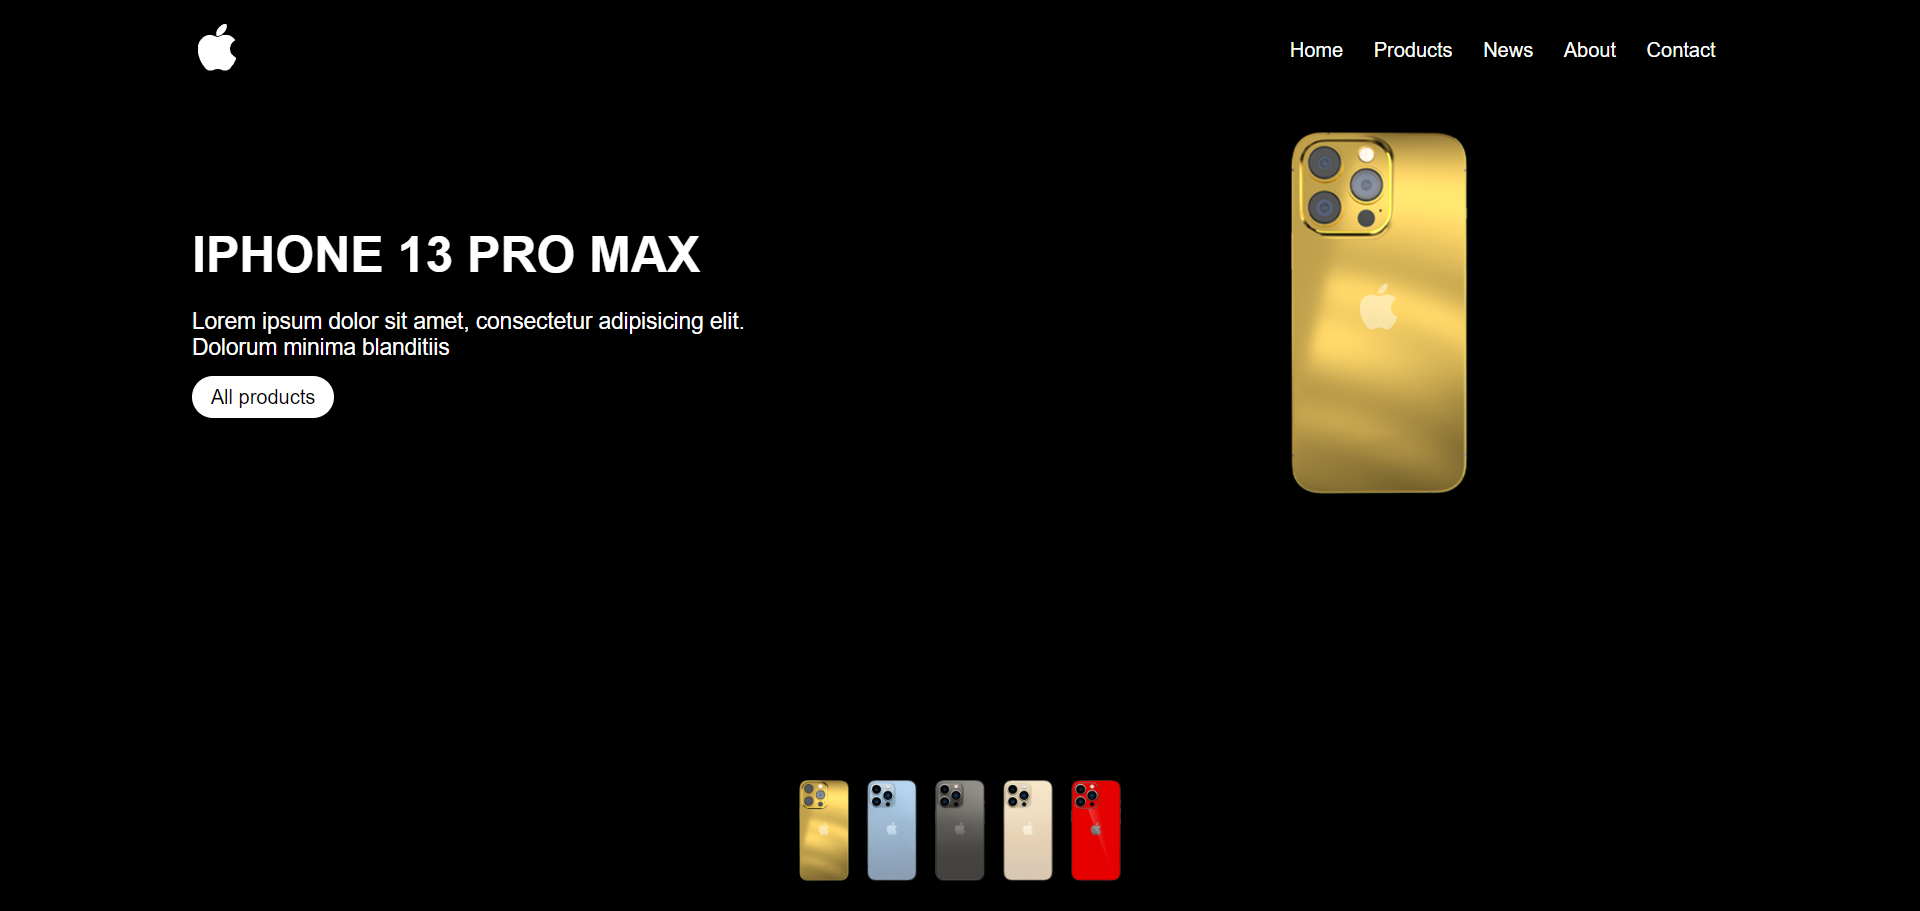 Home Products News About Contact
IPHONE 13 PRO MAX
Lorem ipsum dolor sit amet, consectetur adipisicing elit.
Dolorum minima blanditiis
All products